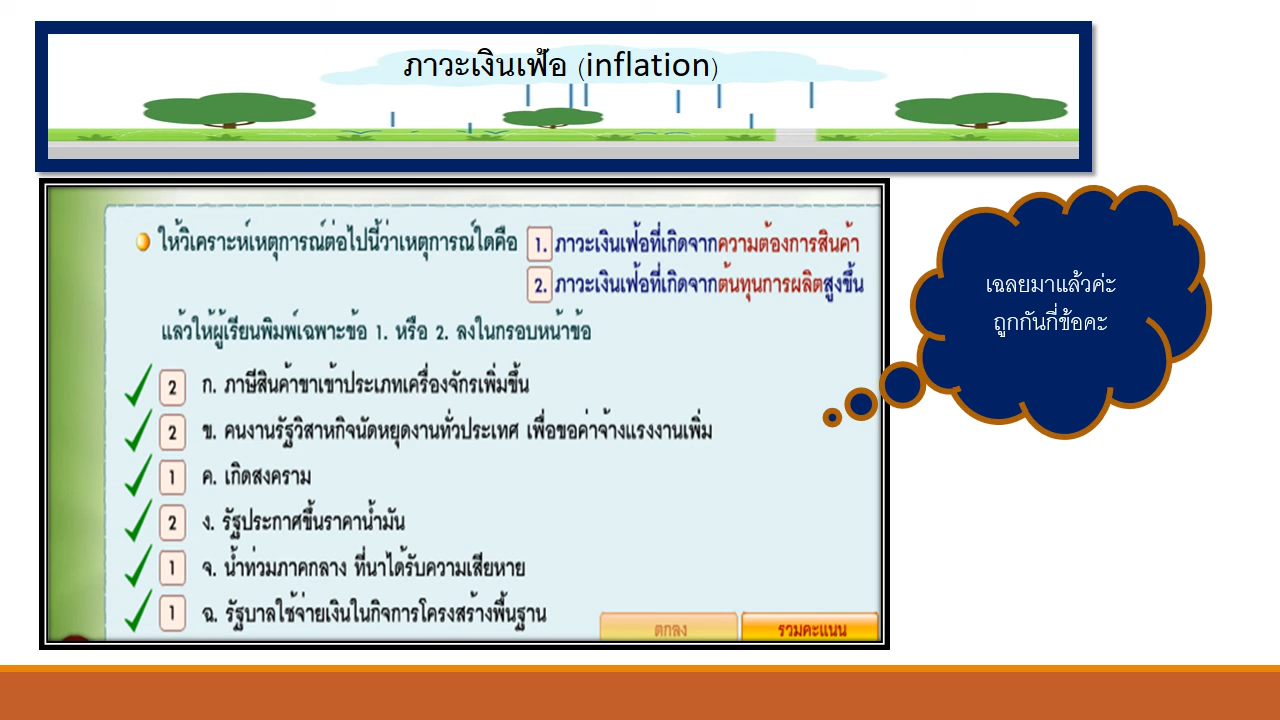 ภาวะเงินเฟ้อ (inflation)
ให้วิเคราะห์เหตุการณ์ต่อไปนี้ว่าเหตุการณ์ใดคือ 1. ภาวะเงินเฟ้อที่เกิดจากความต้องการสินค้า
2. ภาวะเงินเฟ้อที่เกิดจากต้นทุนการผลิตสูงขึ้น
แล้วให้ผู้เรียนพิมพ์เฉพาะข้อ 1. หรือ 2. ลงในกรอบหน้าข้อ
2 ก. ภาษีสินค้าขาเข้าประเภทเครื่องจักรเพิ่มขึ้น
2 ข. คนงานรัฐวิสาหกิจนัดหยุดงานทั่วประเทศ เพื่อขอค่าจ้างแรงงานเพิ่ม
1 ค. เกิดสงคราม
2 ง. รัฐประกาศขึ้นราคาน้ำมัน
1 จ. น้ำท่วมภาคกลาง ที่นาได้รับความเสียหาย
1 ฉ. รัฐบาลใช้จ่ายเงินในกิจการโครงสร้างพื้นฐาน
ตกลง รวมคะแนน
เฉลยมาแล้วค่ะ
ถูกกันกี่ข้อคะ